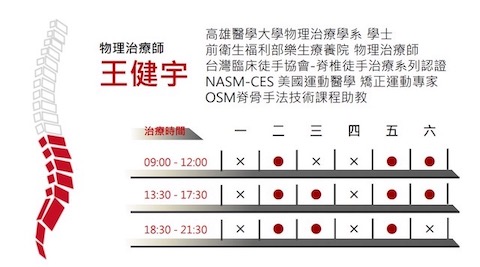 物理治療師
王健宇
高雄醫學大學物理治療學系 學士
前衛生福利部樂生療養院 物理治療師
台灣臨床徒手協會-脊椎徒手治療系列認證
NASM-CES 美國運動醫學 矯正運動專家
OSM脊骨手法技術課程助教
治療時間 一 二 三 四 五 六
09:00 - 12:00 × ● × × ● ●
13:30 - 17:30 × ● ● × ● ●
18:30 - 21:30 × ● ● × ● ×